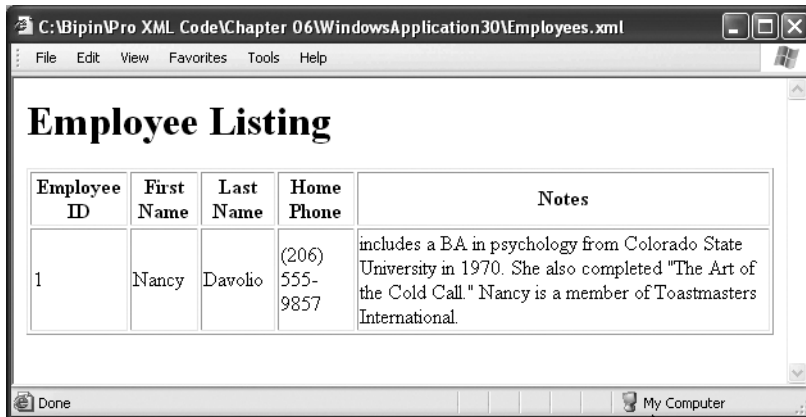 C:\Bipin\Pro XML Code\Chapter 06\WindowsApplication30\Employees.xml
File Edit View Favorites Tools Help
Employee Listing
Employee ID First Name Last Name Home Phone Notes
1 Nancy Davolio (206) 555-9857 includes a BA in psychology from Colorado State
University in 1970. She also completed "The Art of
the Cold Call." Nancy is a member of Toastmasters
International.
Done My Computer